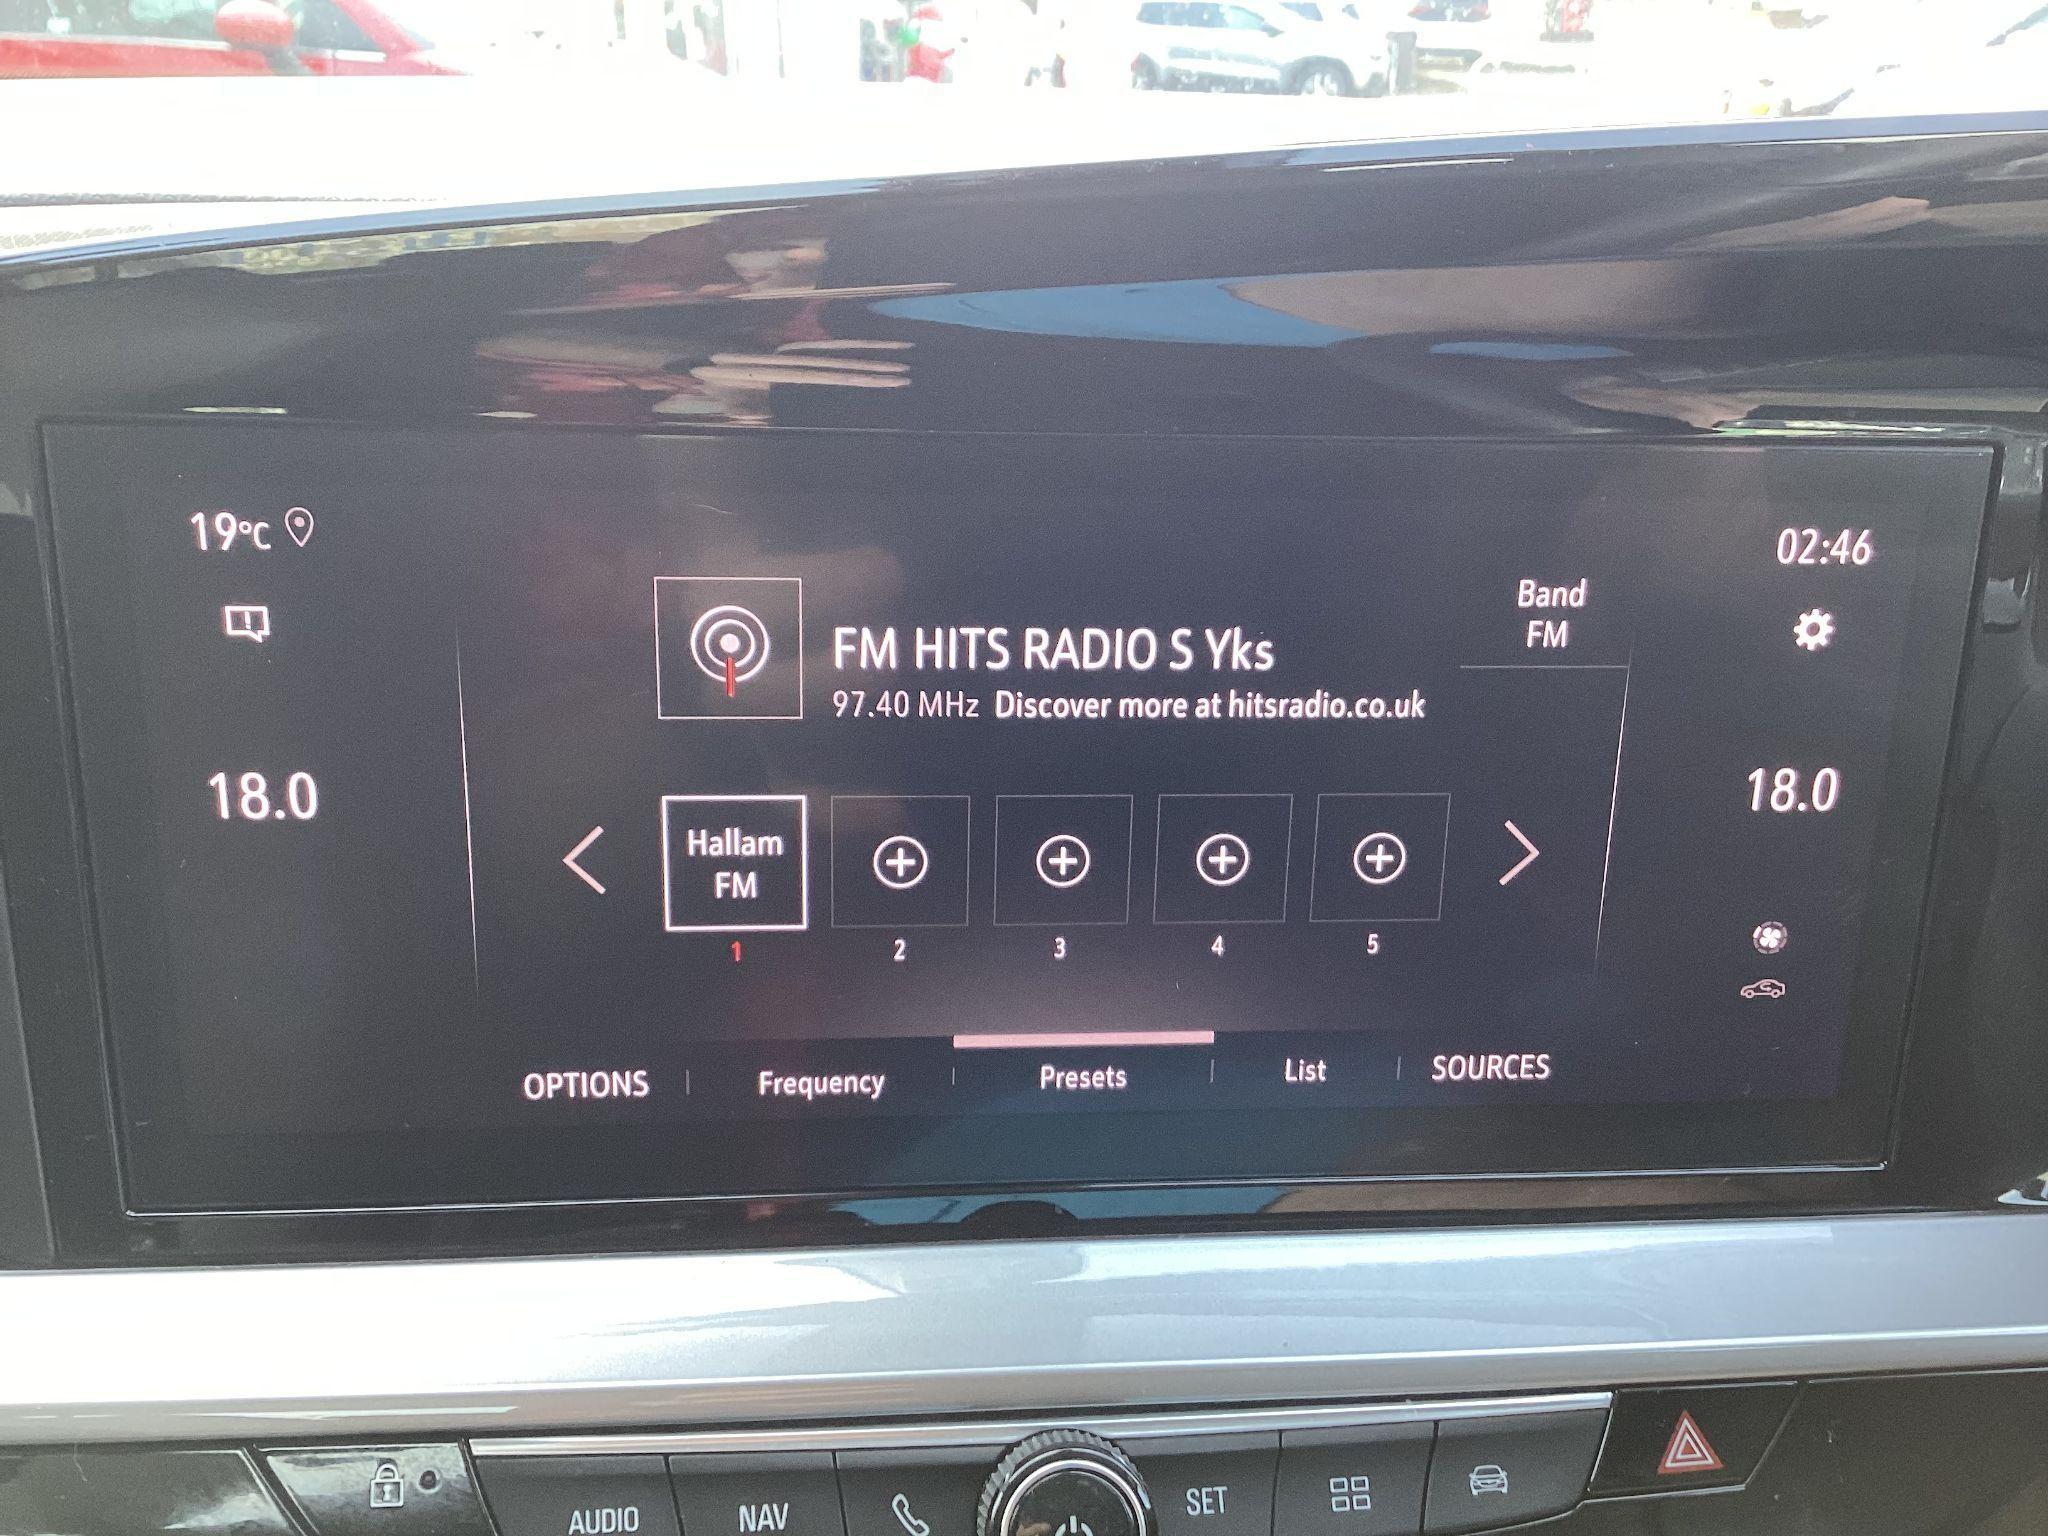 19°C
02:46
Band
FM
FM HITS RADIO S Yks
97.40 MHz Discover more at hitsradio.co.uk
18.0
18.0
Hallam
FM
1
2
3
4
5
OPTIONS
Frequency
Presets
List
SOURCES
AUDIO
NAV
SET